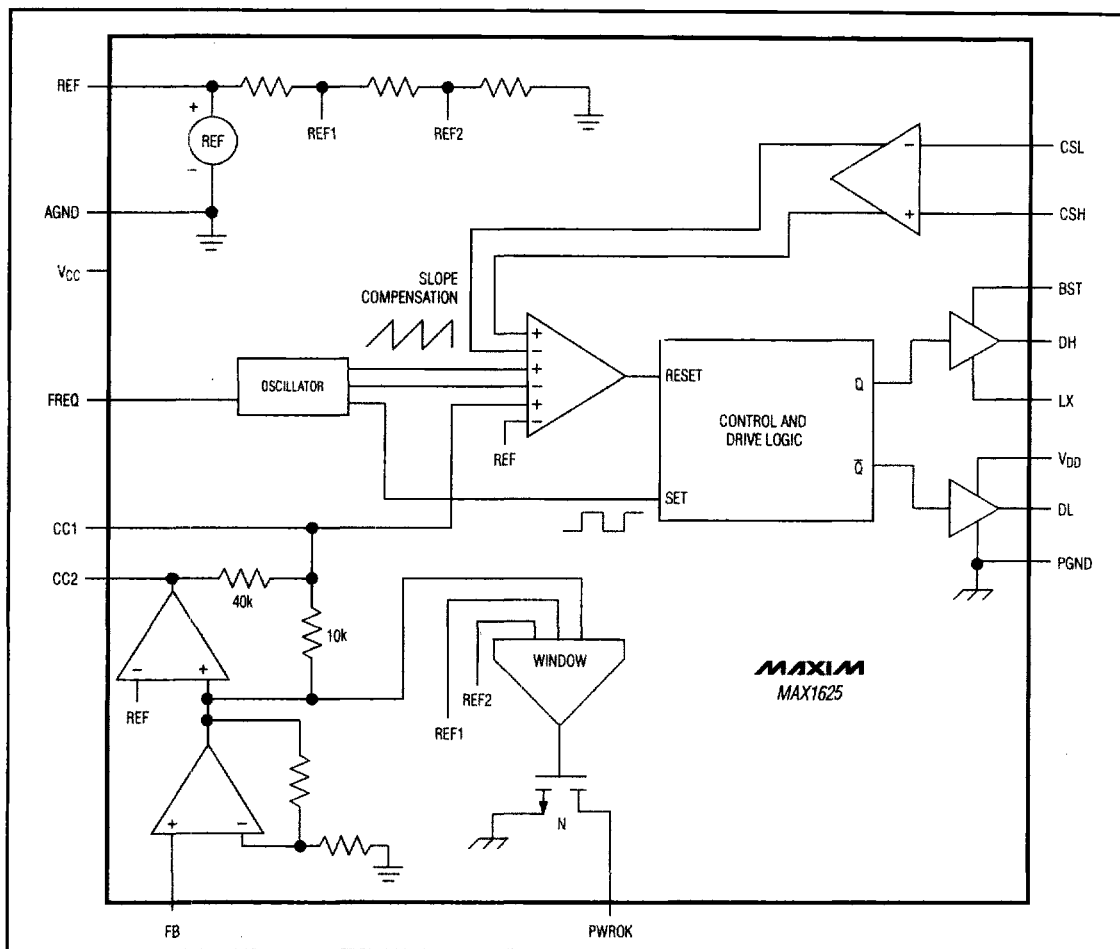 REF
+
REF
−
REF1
REF2
AGND
VCC
CSL
−
CSH
+
SLOPE
COMPENSATION
BST
DH
LX
FREQ
OSCILLATOR
+
−
+
−
+
−
REF
RESET
CONTROL AND
DRIVE LOGIC
Q
Q̅
SET
VDD
DL
PGND
CC1
CC2
40k
10k
−
+
REF
WINDOW
REF2
REF1
MAXIM
MAX1625
+
−
N
FB
PWROK